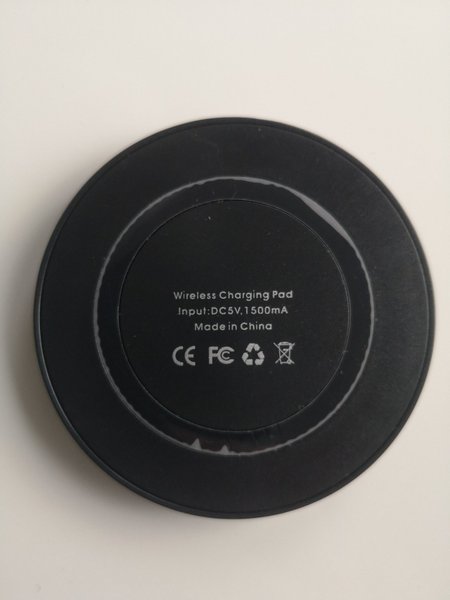 Wireless Charging Pad
Input:DC5V,1500mA
Made in China
CE FC